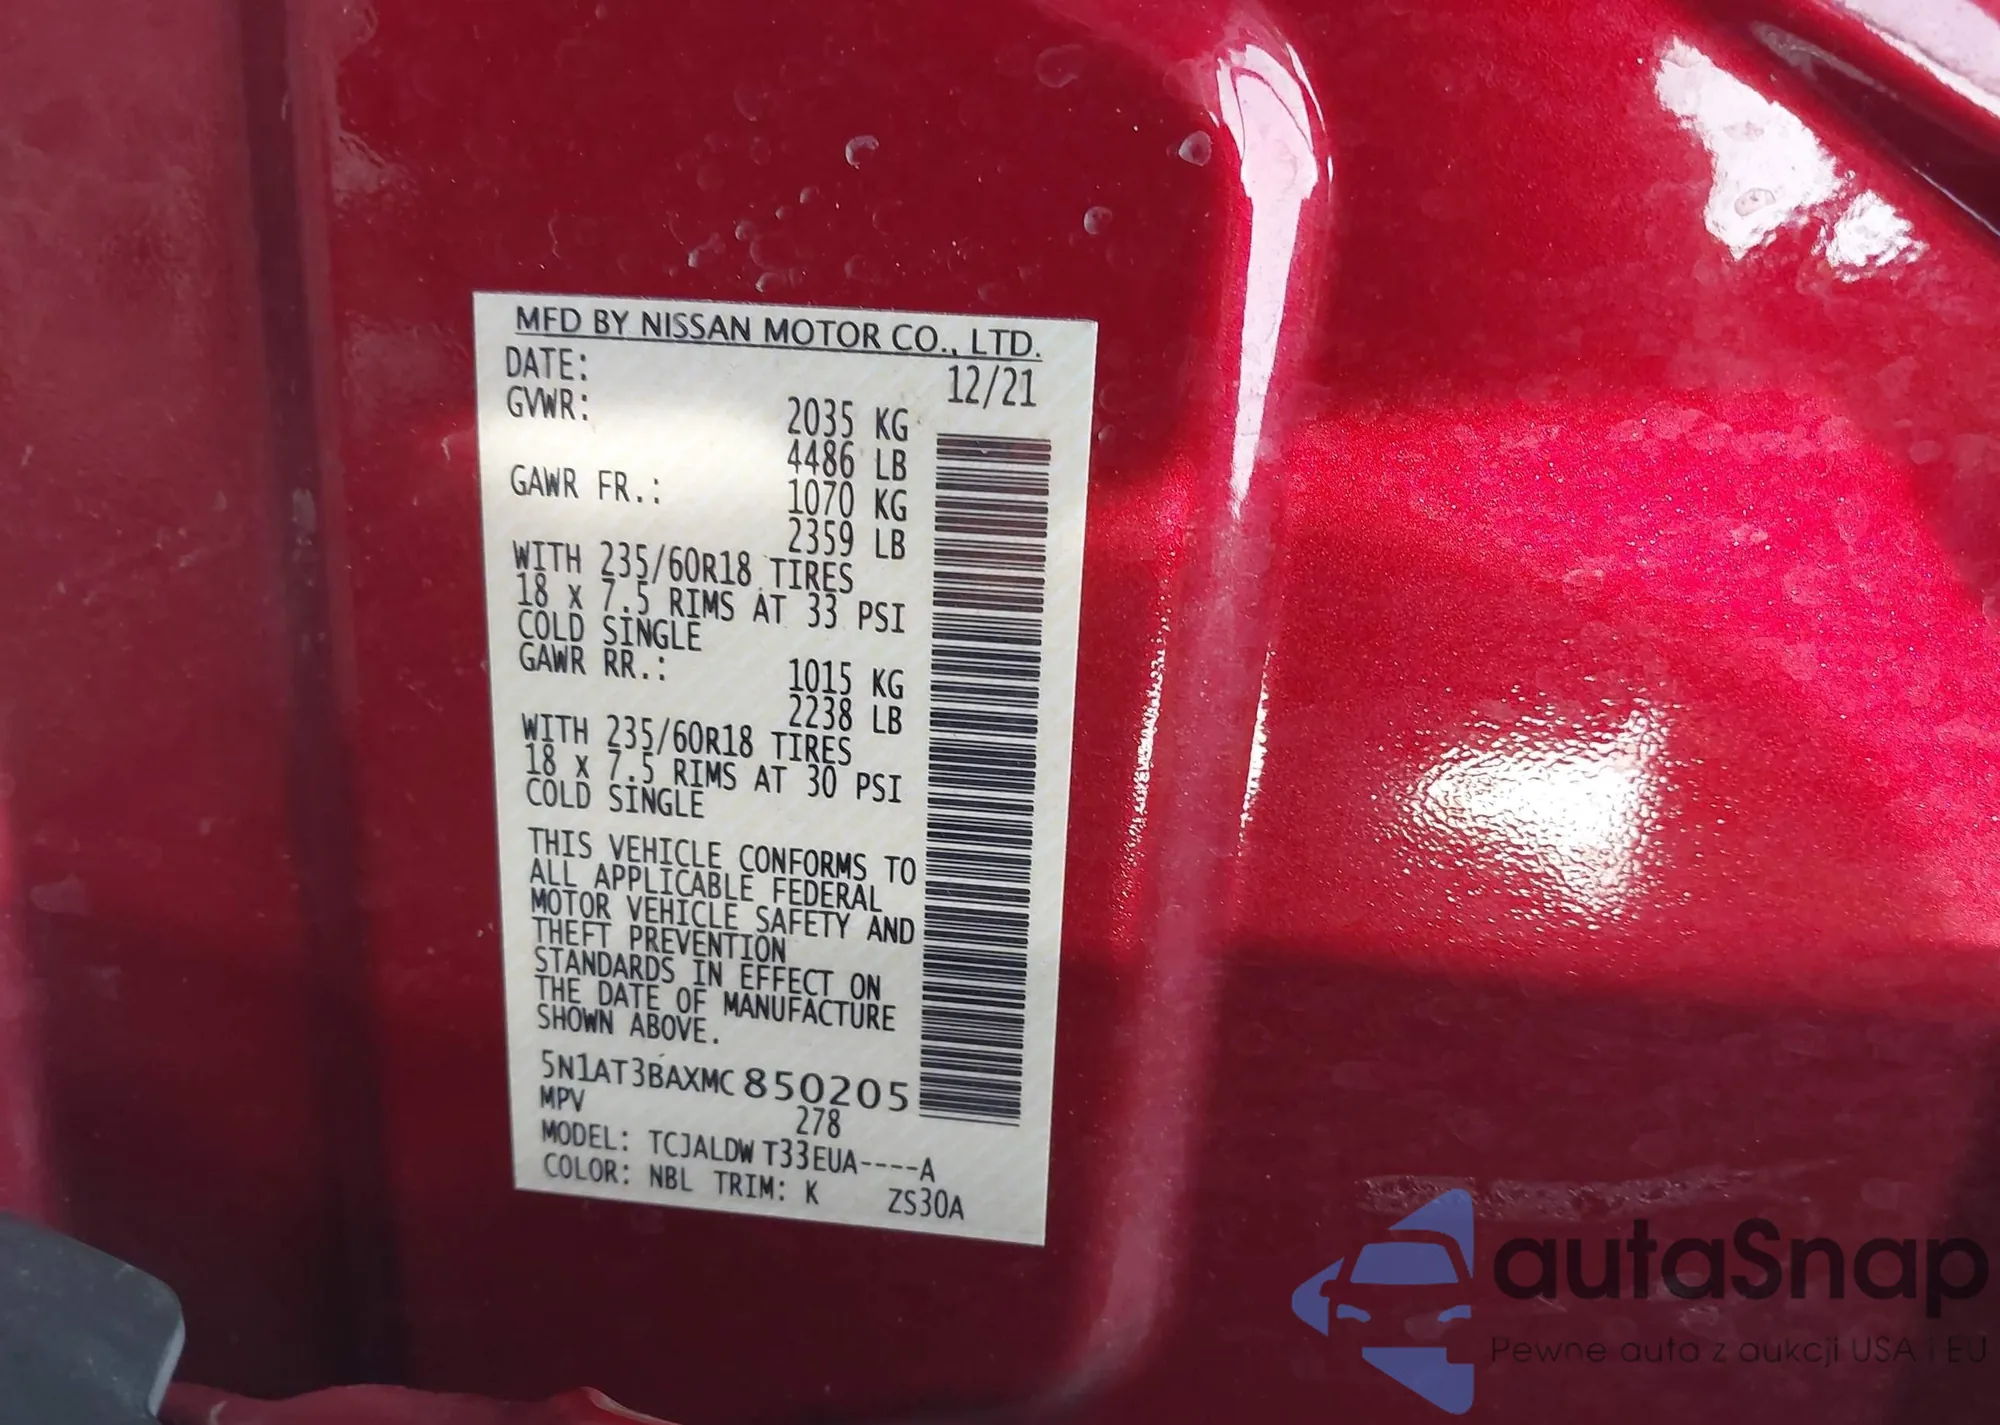 MFD BY NISSAN MOTOR CO., LTD.
DATE: 12/21
GVWR: 2035 KG
4486 LB
GAWR FR.: 1070 KG
2359 LB
WITH 235/60R18 TIRES
18 x 7.5 RIMS AT 33 PSI
COLD SINGLE
GAWR RR.: 1015 KG
2238 LB
WITH 235/60R18 TIRES
18 x 7.5 RIMS AT 30 PSI
COLD SINGLE
THIS VEHICLE CONFORMS TO
ALL APPLICABLE FEDERAL
MOTOR VEHICLE SAFETY AND
THEFT PREVENTION
STANDARDS IN EFFECT ON
THE DATE OF MANUFACTURE
SHOWN ABOVE.
5N1AT3BAXMC850205
MPV 278
MODEL: TCJALDW T33EUA----A
COLOR: NBL TRIM: K ZS30A
autaSnap
Pewne auta z aukcji USA i EU